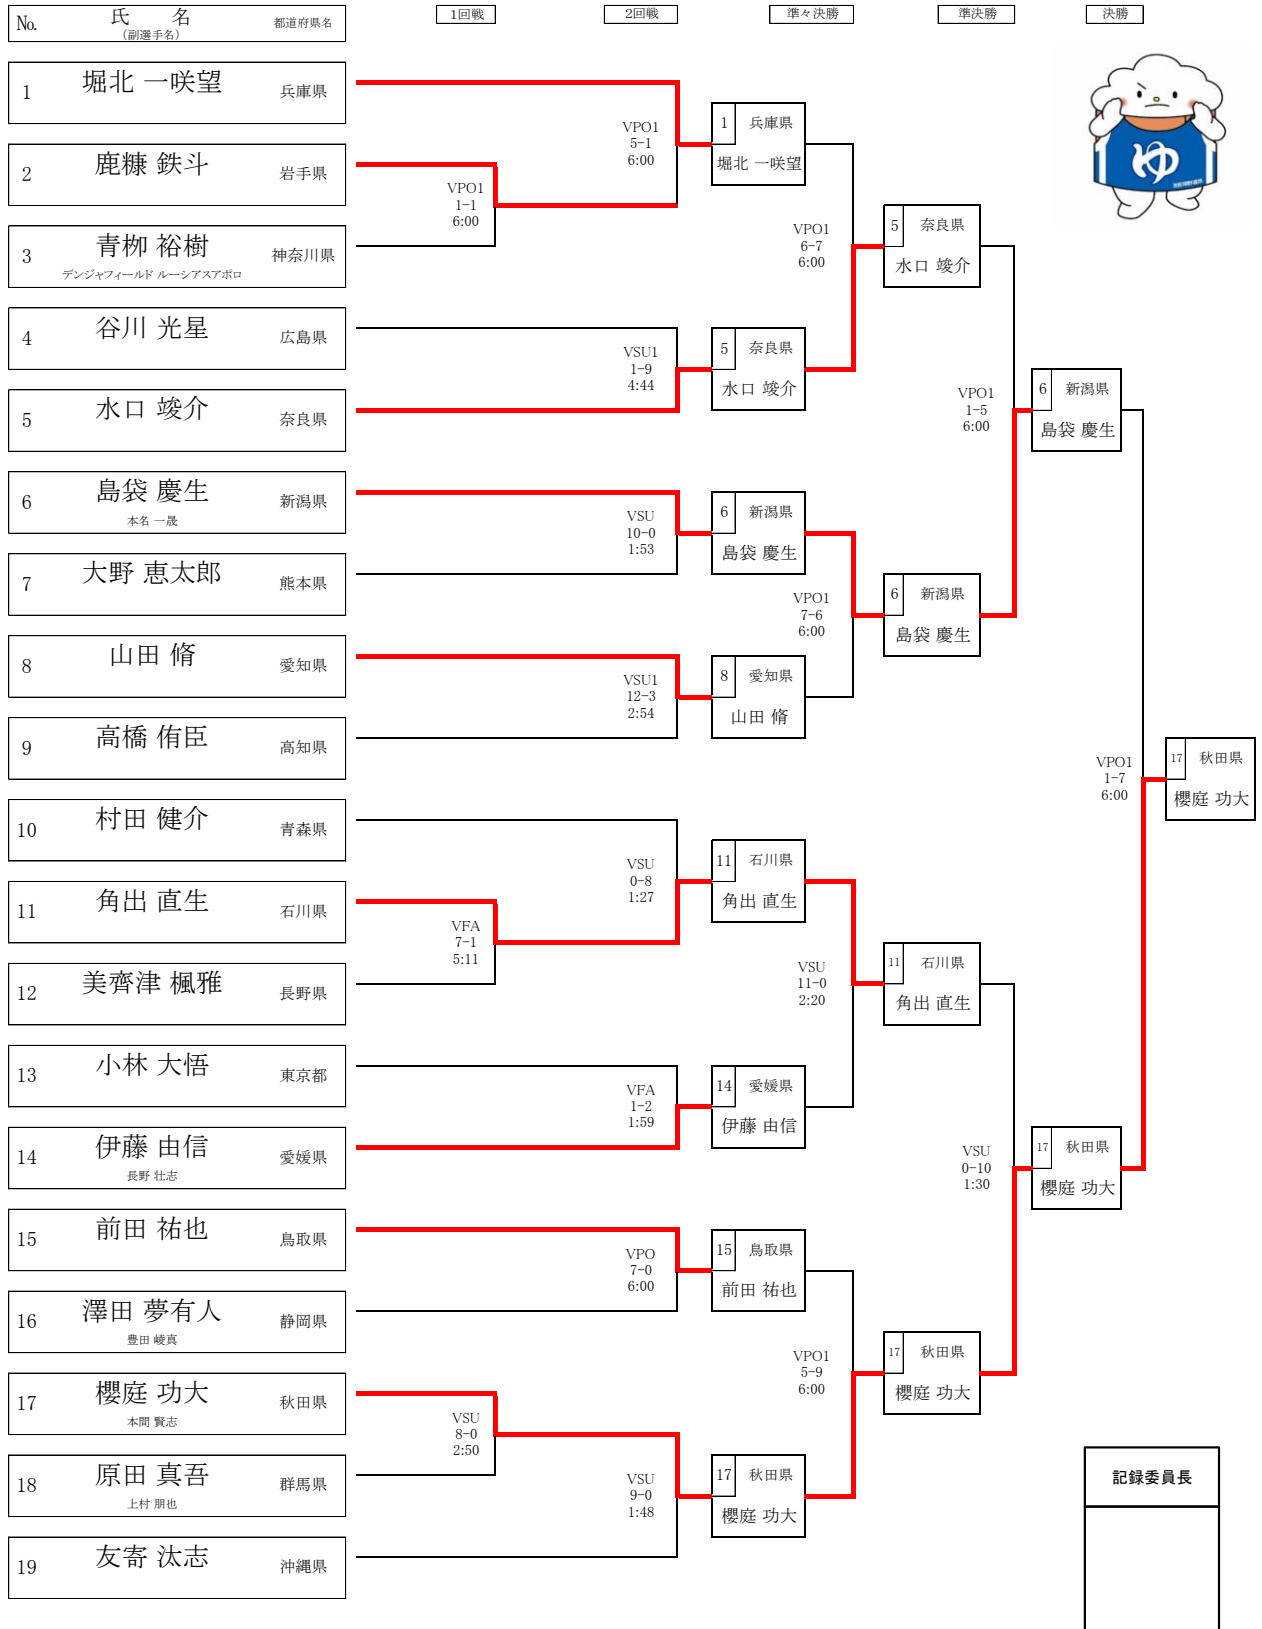 No. 氏 名 都道府県名
(副選手名)
1回戦 2回戦 準々決勝 準決勝 決勝
1 堀北 一咲望 兵庫県
2 鹿糠 鉄斗 岩手県
3 青栁 裕樹 神奈川県
デンジャフィールド ルーシアスアポロ
4 谷川 光星 広島県
5 水口 竣介 奈良県
6 島袋 慶生 新潟県
本名 一晟
7 大野 恵太郎 熊本県
8 山田 脩 愛知県
9 高橋 侑臣 高知県
10 村田 健介 青森県
11 角出 直生 石川県
12 美齊津 楓雅 長野県
13 小林 大悟 東京都
14 伊藤 由信 愛媛県
長野 壮志
15 前田 祐也 鳥取県
16 澤田 夢有人 静岡県
豊田 崚真
17 櫻庭 功大 秋田県
本間 賢志
18 原田 真吾 群馬県
上村 朋也
19 友寄 汰志 沖縄県
VPO1
1-1
6:00
VFA
7-1
5:11
VSU
8-0
2:50
VPO1
5-1
6:00
VSU1
1-9
4:44
VSU
10-0
1:53
VSU1
12-3
2:54
VSU
0-8
1:27
VFA
1-2
1:59
VPO
7-0
6:00
VSU
9-0
1:48
1 兵庫県
堀北 一咲望
5 奈良県
水口 竣介
6 新潟県
島袋 慶生
8 愛知県
山田 脩
11 石川県
角出 直生
14 愛媛県
伊藤 由信
15 鳥取県
前田 祐也
17 秋田県
櫻庭 功大
VPO1
6-7
6:00
VPO1
7-6
6:00
VSU
11-0
2:20
VPO1
5-9
6:00
5 奈良県
水口 竣介
6 新潟県
島袋 慶生
11 石川県
角出 直生
17 秋田県
櫻庭 功大
VPO1
1-5
6:00
VSU
0-10
1:30
6 新潟県
島袋 慶生
17 秋田県
櫻庭 功大
VPO1
1-7
6:00
17 秋田県
櫻庭 功大
ゆ
記録委員長